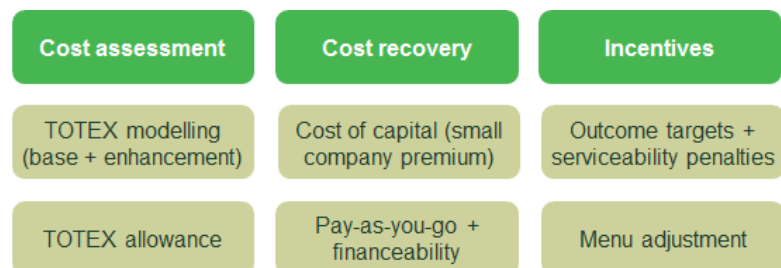 Cost assessment
Cost recovery
Incentives
TOTEX modelling
(base + enhancement)
Cost of capital (small
company premium)
Outcome targets +
serviceability penalties
TOTEX allowance
Pay-as-you-go +
financeability
Menu adjustment